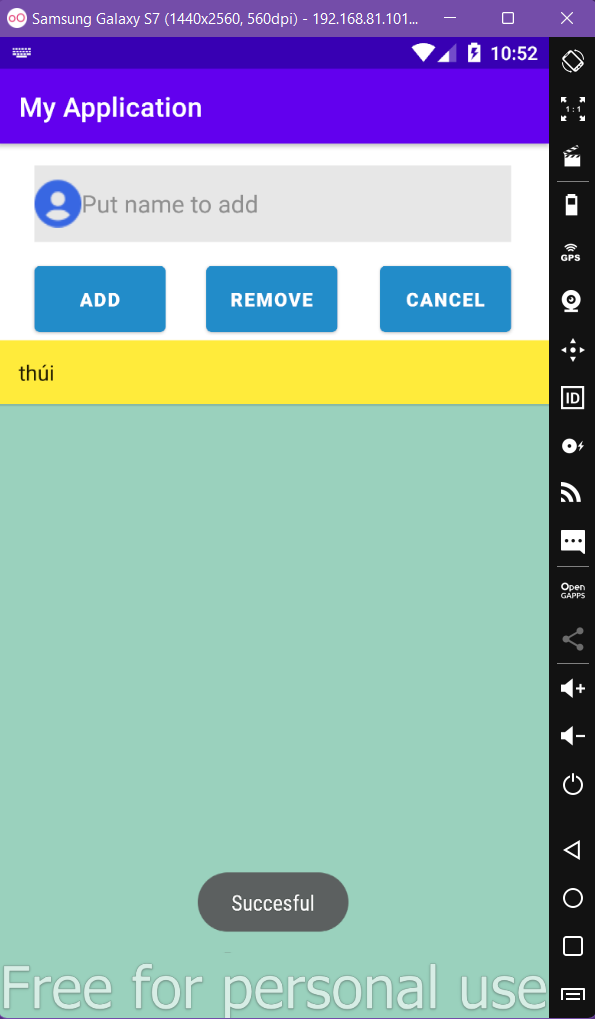 Samsung Galaxy S7 (1440x2560, 560dpi) - 192.168.81.101...
10:52
My Application
1:1
Put name to add
GPS
ADD
REMOVE
CANCEL
thúi
ID
Open
GAPPS
Succesful
Free for personal use